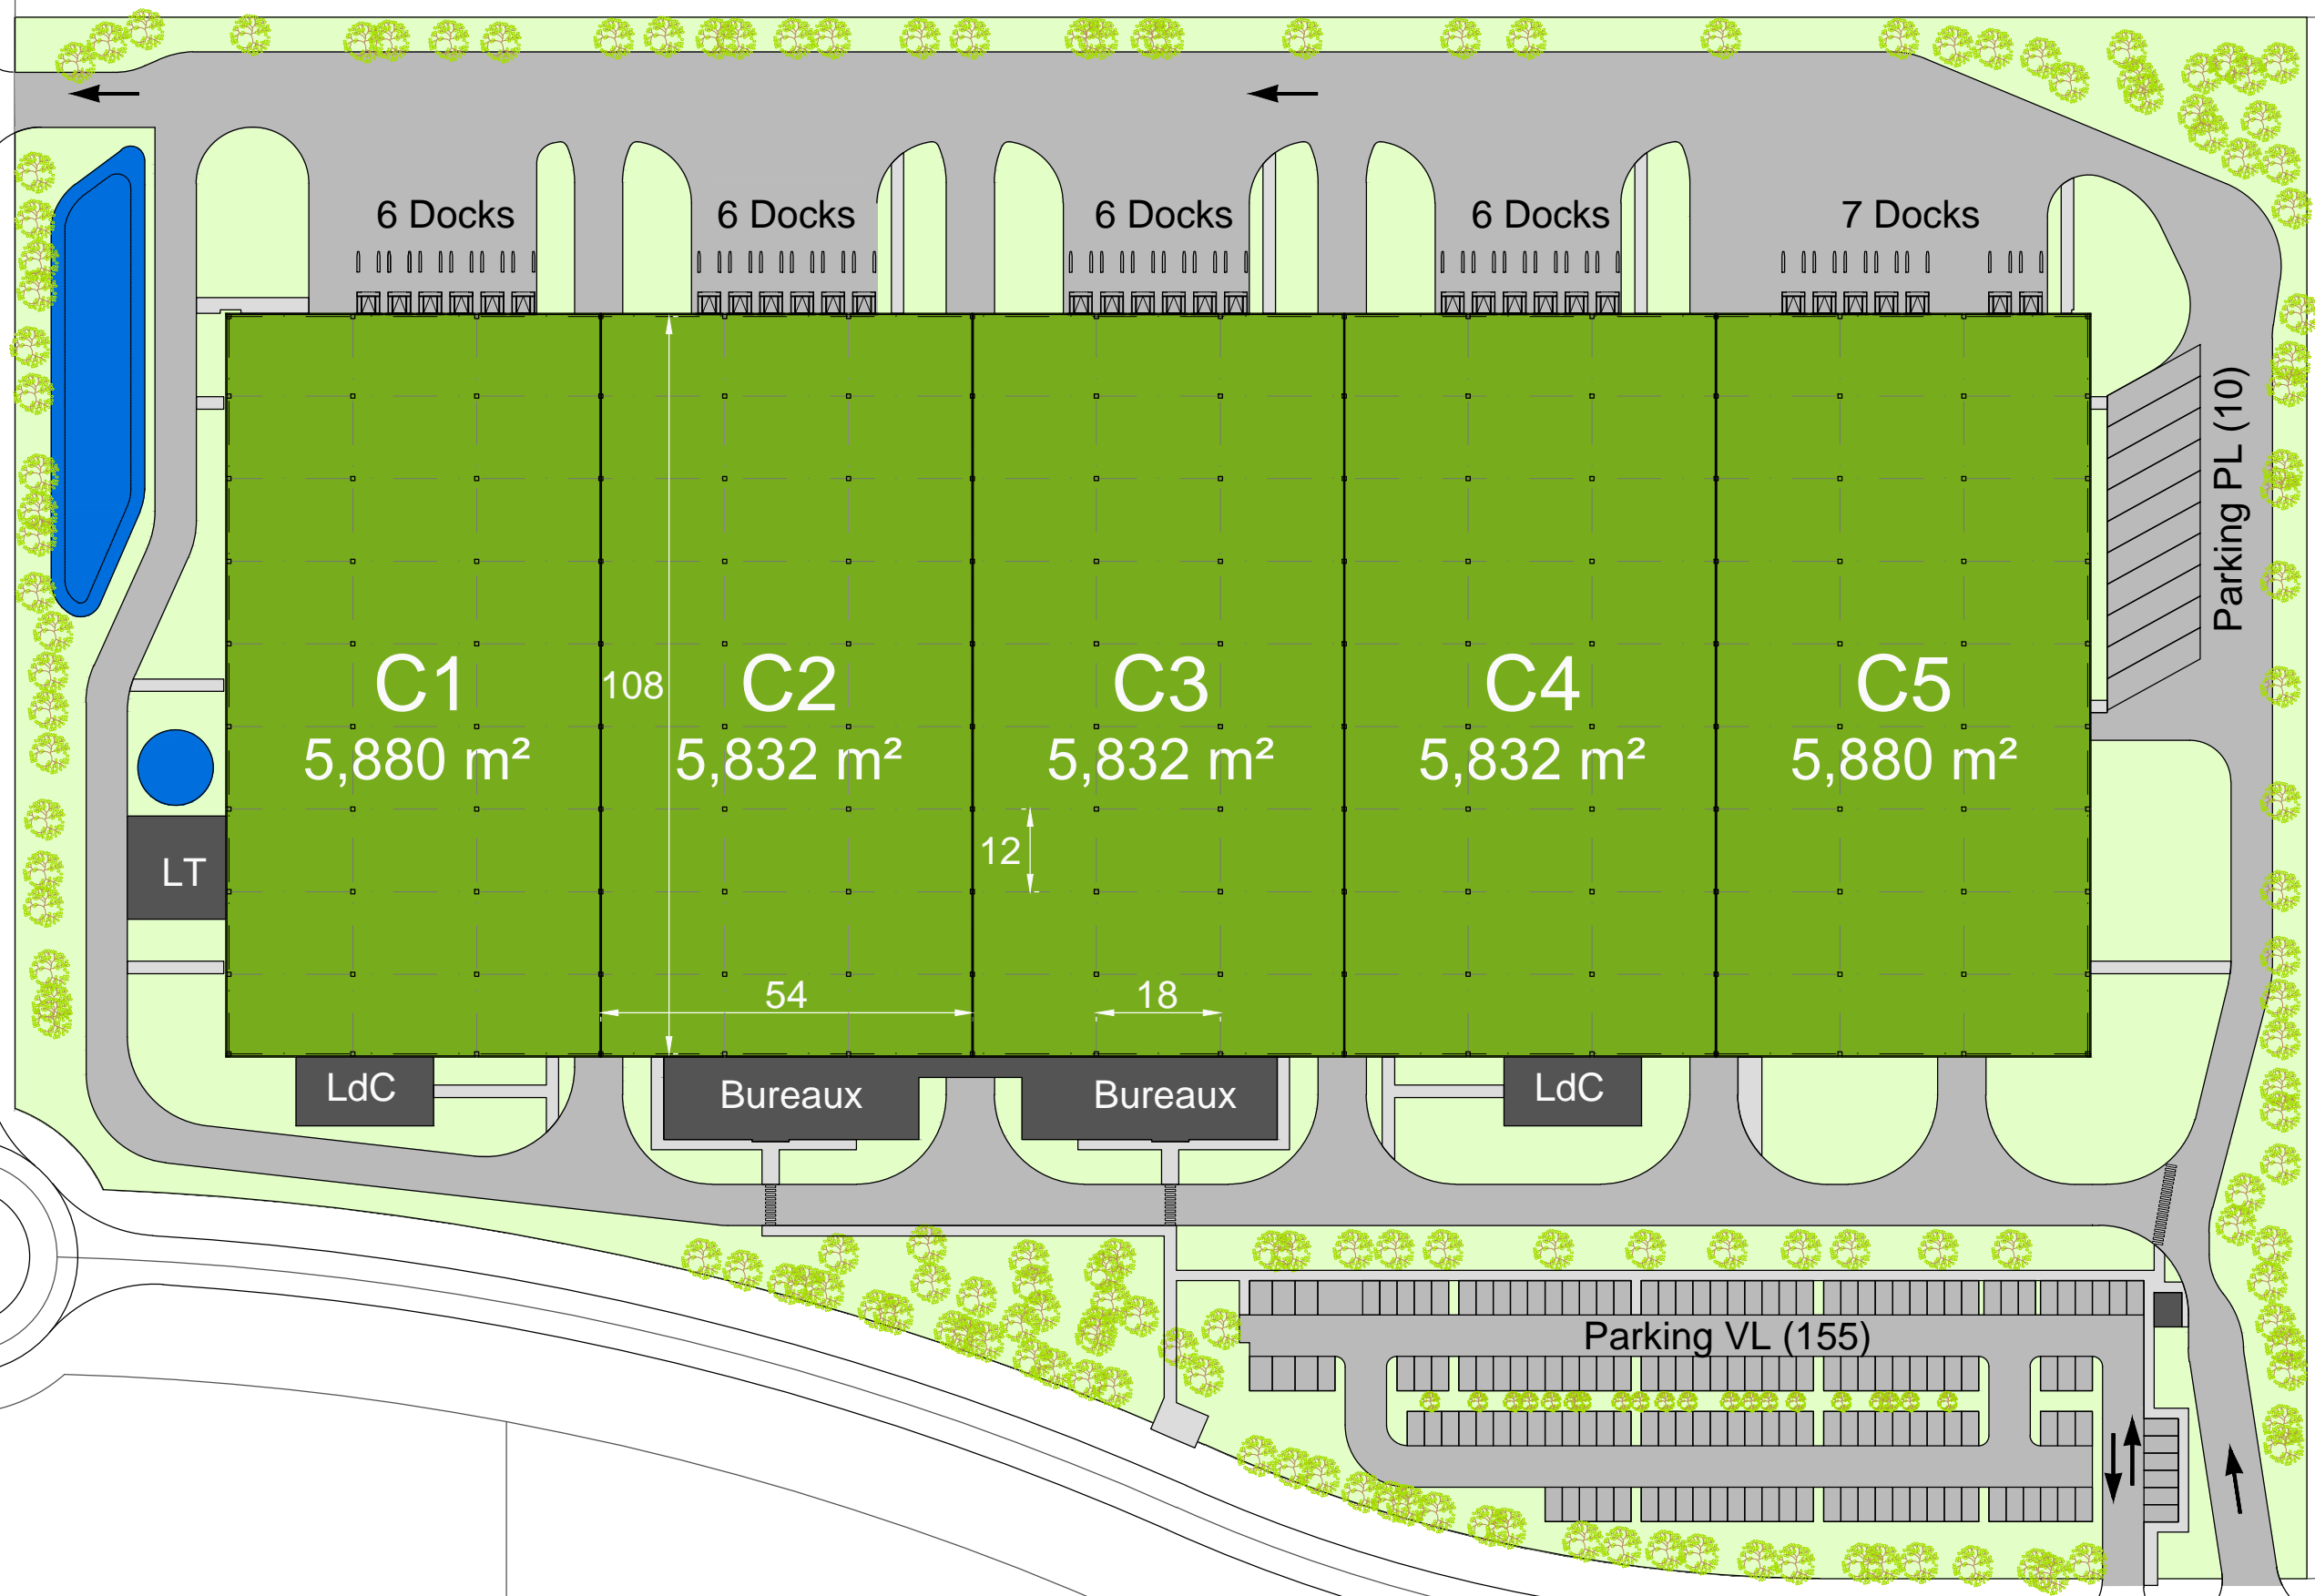 6 Docks
6 Docks
6 Docks
6 Docks
7 Docks
Parking PL (10)
C1
5,880 m²
108
C2
5,832 m²
C3
5,832 m²
C4
5,832 m²
C5
5,880 m²
12
LT
54
18
LdC
Bureaux
Bureaux
LdC
Parking VL (155)